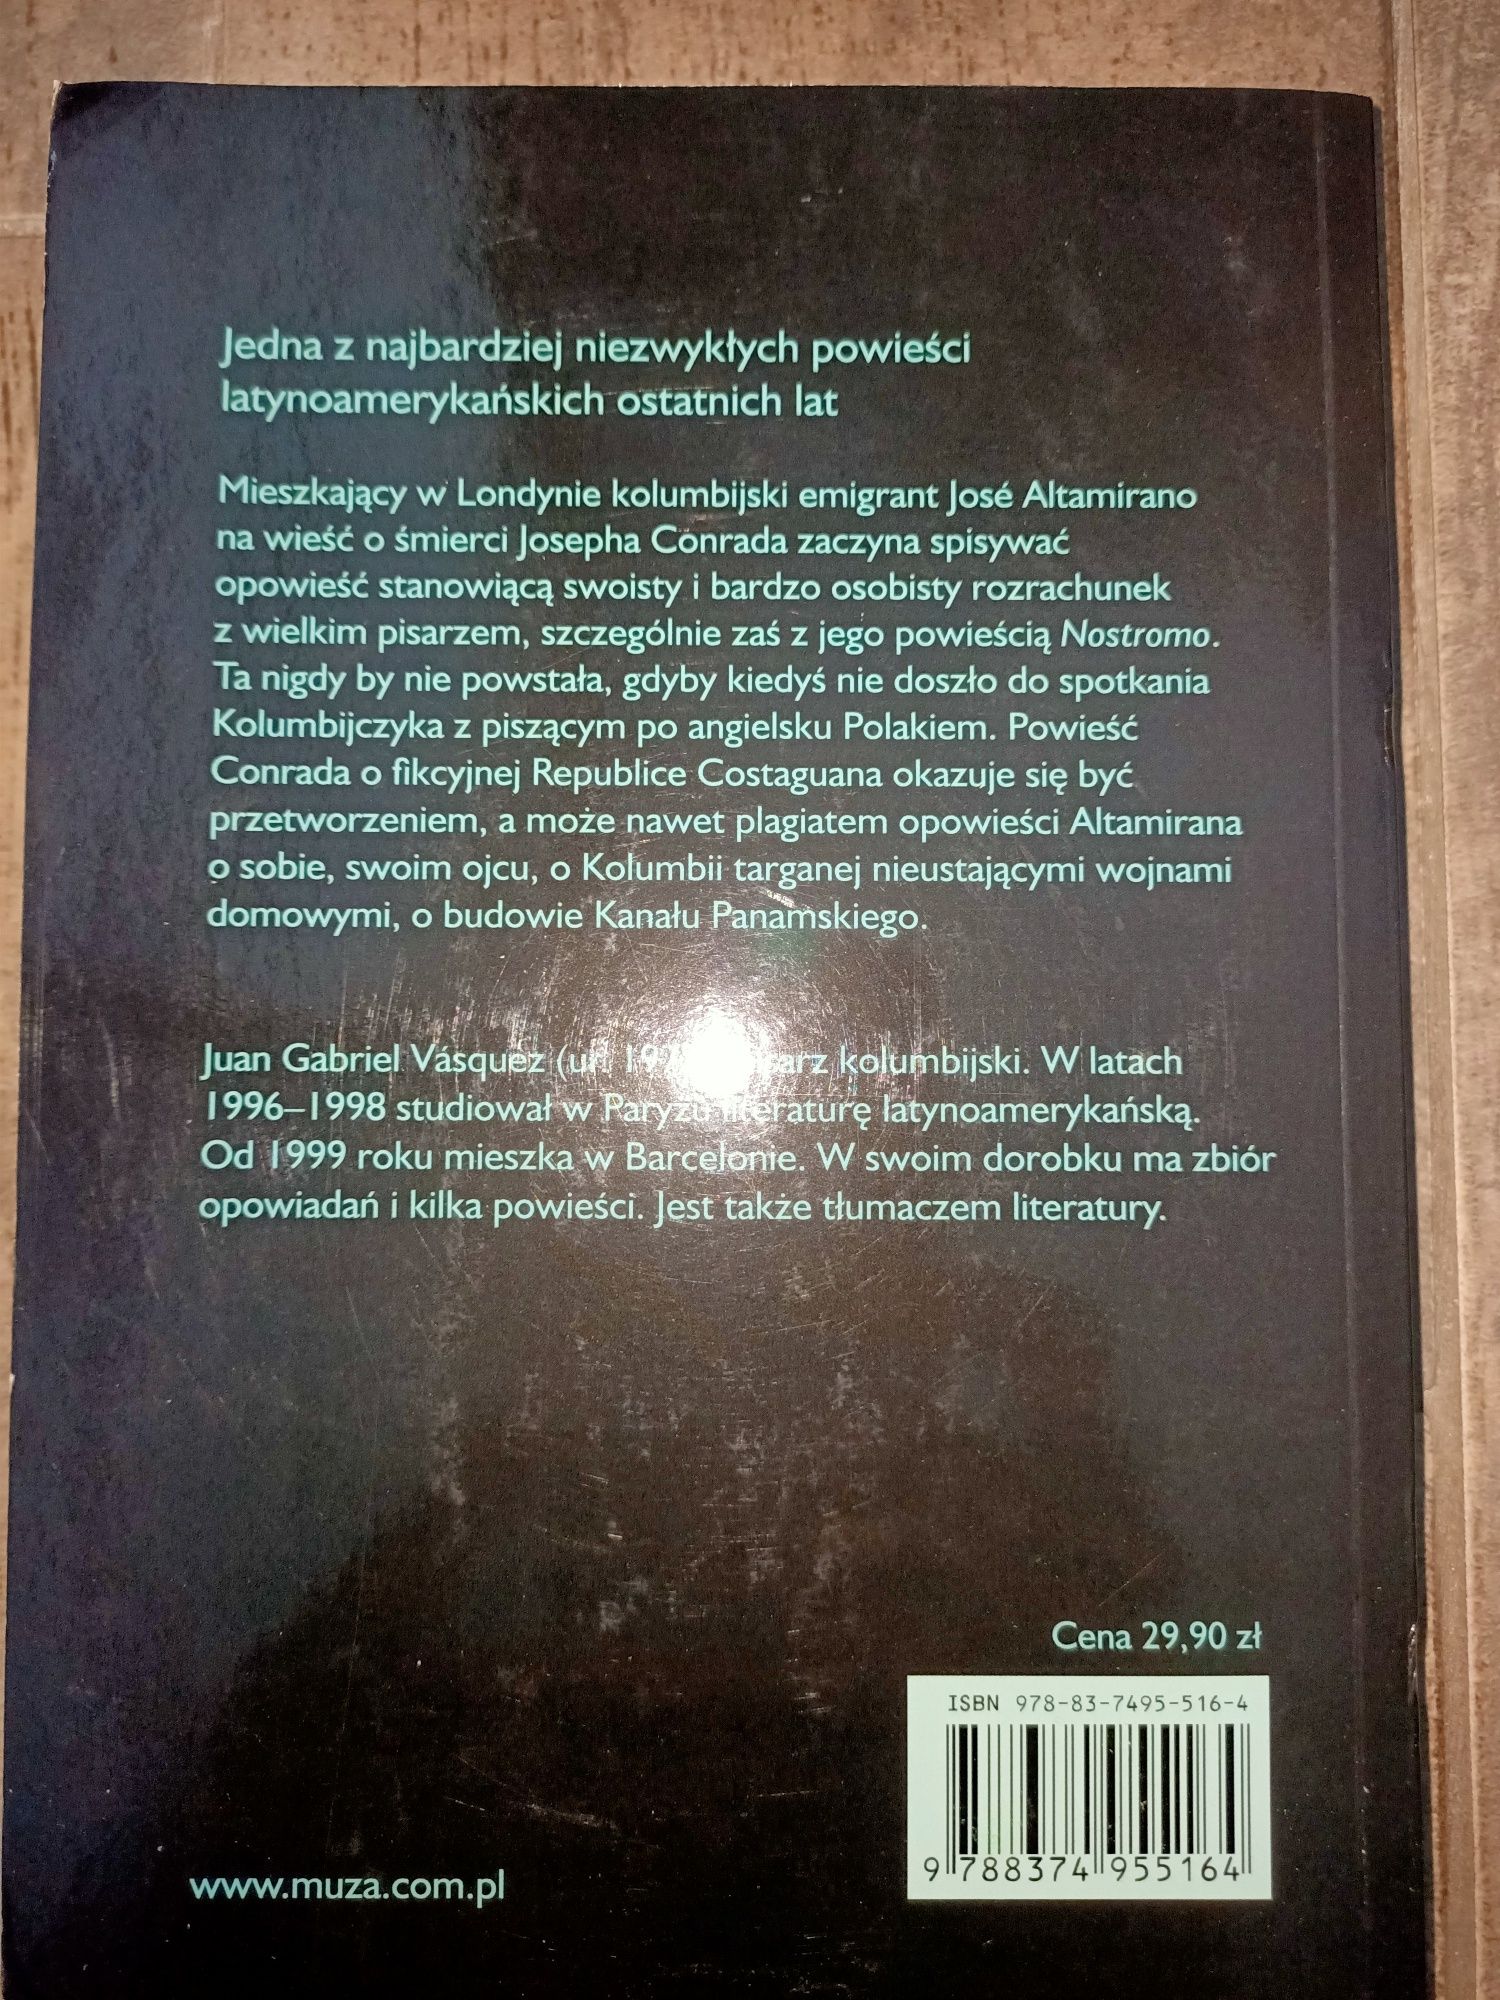 Jedna z najbardziej niezwykłych powieści
latynoamerykańskich ostatnich lat
Mieszkający w Londynie kolumbijski emigrant José Altamirano
na wieść o śmierci Josepha Conrada zaczyna spisywać
opowieść stanowiącą swoisty i bardzo osobisty rozrachunek
z wielkim pisarzem, szczególnie zaś z jego powieścią Nostromo.
Ta nigdy by nie powstała, gdyby kiedyś nie doszło do spotkania
Kolumbijczyka z piszącym po angielsku Polakiem. Powieść
Conrada o fikcyjnej Republice Costaguana okazuje się być
przetworzeniem, a może nawet plagiatem opowieści Altamirana
o sobie, swoim ojcu, o Kolumbii targanej nieustającymi wojnami
domowymi, o budowie Kanału Panamskiego.
Juan Gabriel Vásquez (ur. kolumbijski. W latach
1996–1998 studiował w Paryżu literaturę latynoamerykańską.
Od 1999 roku mieszka w Barcelonie. W swoim dorobku ma zbiór
opowiadań i kilka powieści. Jest także tłumaczem literatury.
Cena 29,90 zł
ISBN 978-83-7495-516-4
9 788374 955164
www.muza.com.pl